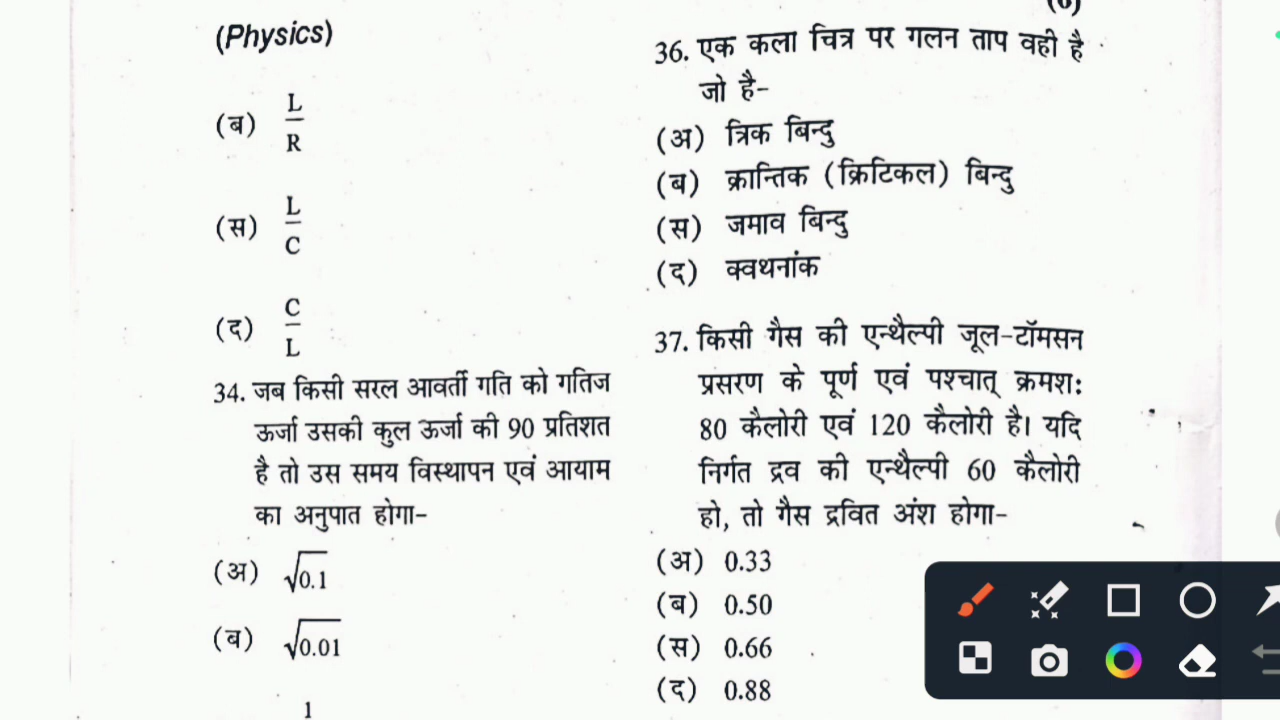 (Physics)
(ब) L/R
(स) L/C
(द) C/L
34. जब किसी सरल आवर्ती गति को गतिज
ऊर्जा उसकी कुल ऊर्जा की 90 प्रतिशत
है तो उस समय विस्थापन एवं आयाम
का अनुपात होगा-
(अ) √0.1
(ब) √0.01
1
(6)
36. एक कला चित्र पर गलन ताप वही है
जो है-
(अ) त्रिक बिन्दु
(ब) क्रान्तिक (क्रिटिकल) बिन्दु
(स) जमाव बिन्दु
(द) क्वथनांक
37. किसी गैस की एन्थैल्पी जूल-टॉमसन
प्रसरण के पूर्ण एवं पश्चात् क्रमश:
80 कैलोरी एवं 120 कैलोरी है। यदि
निर्गत द्रव की एन्थैल्पी 60 कैलोरी
हो, तो गैस द्रवित अंश होगा-
(अ) 0.33
(ब) 0.50
(स) 0.66
(द) 0.88